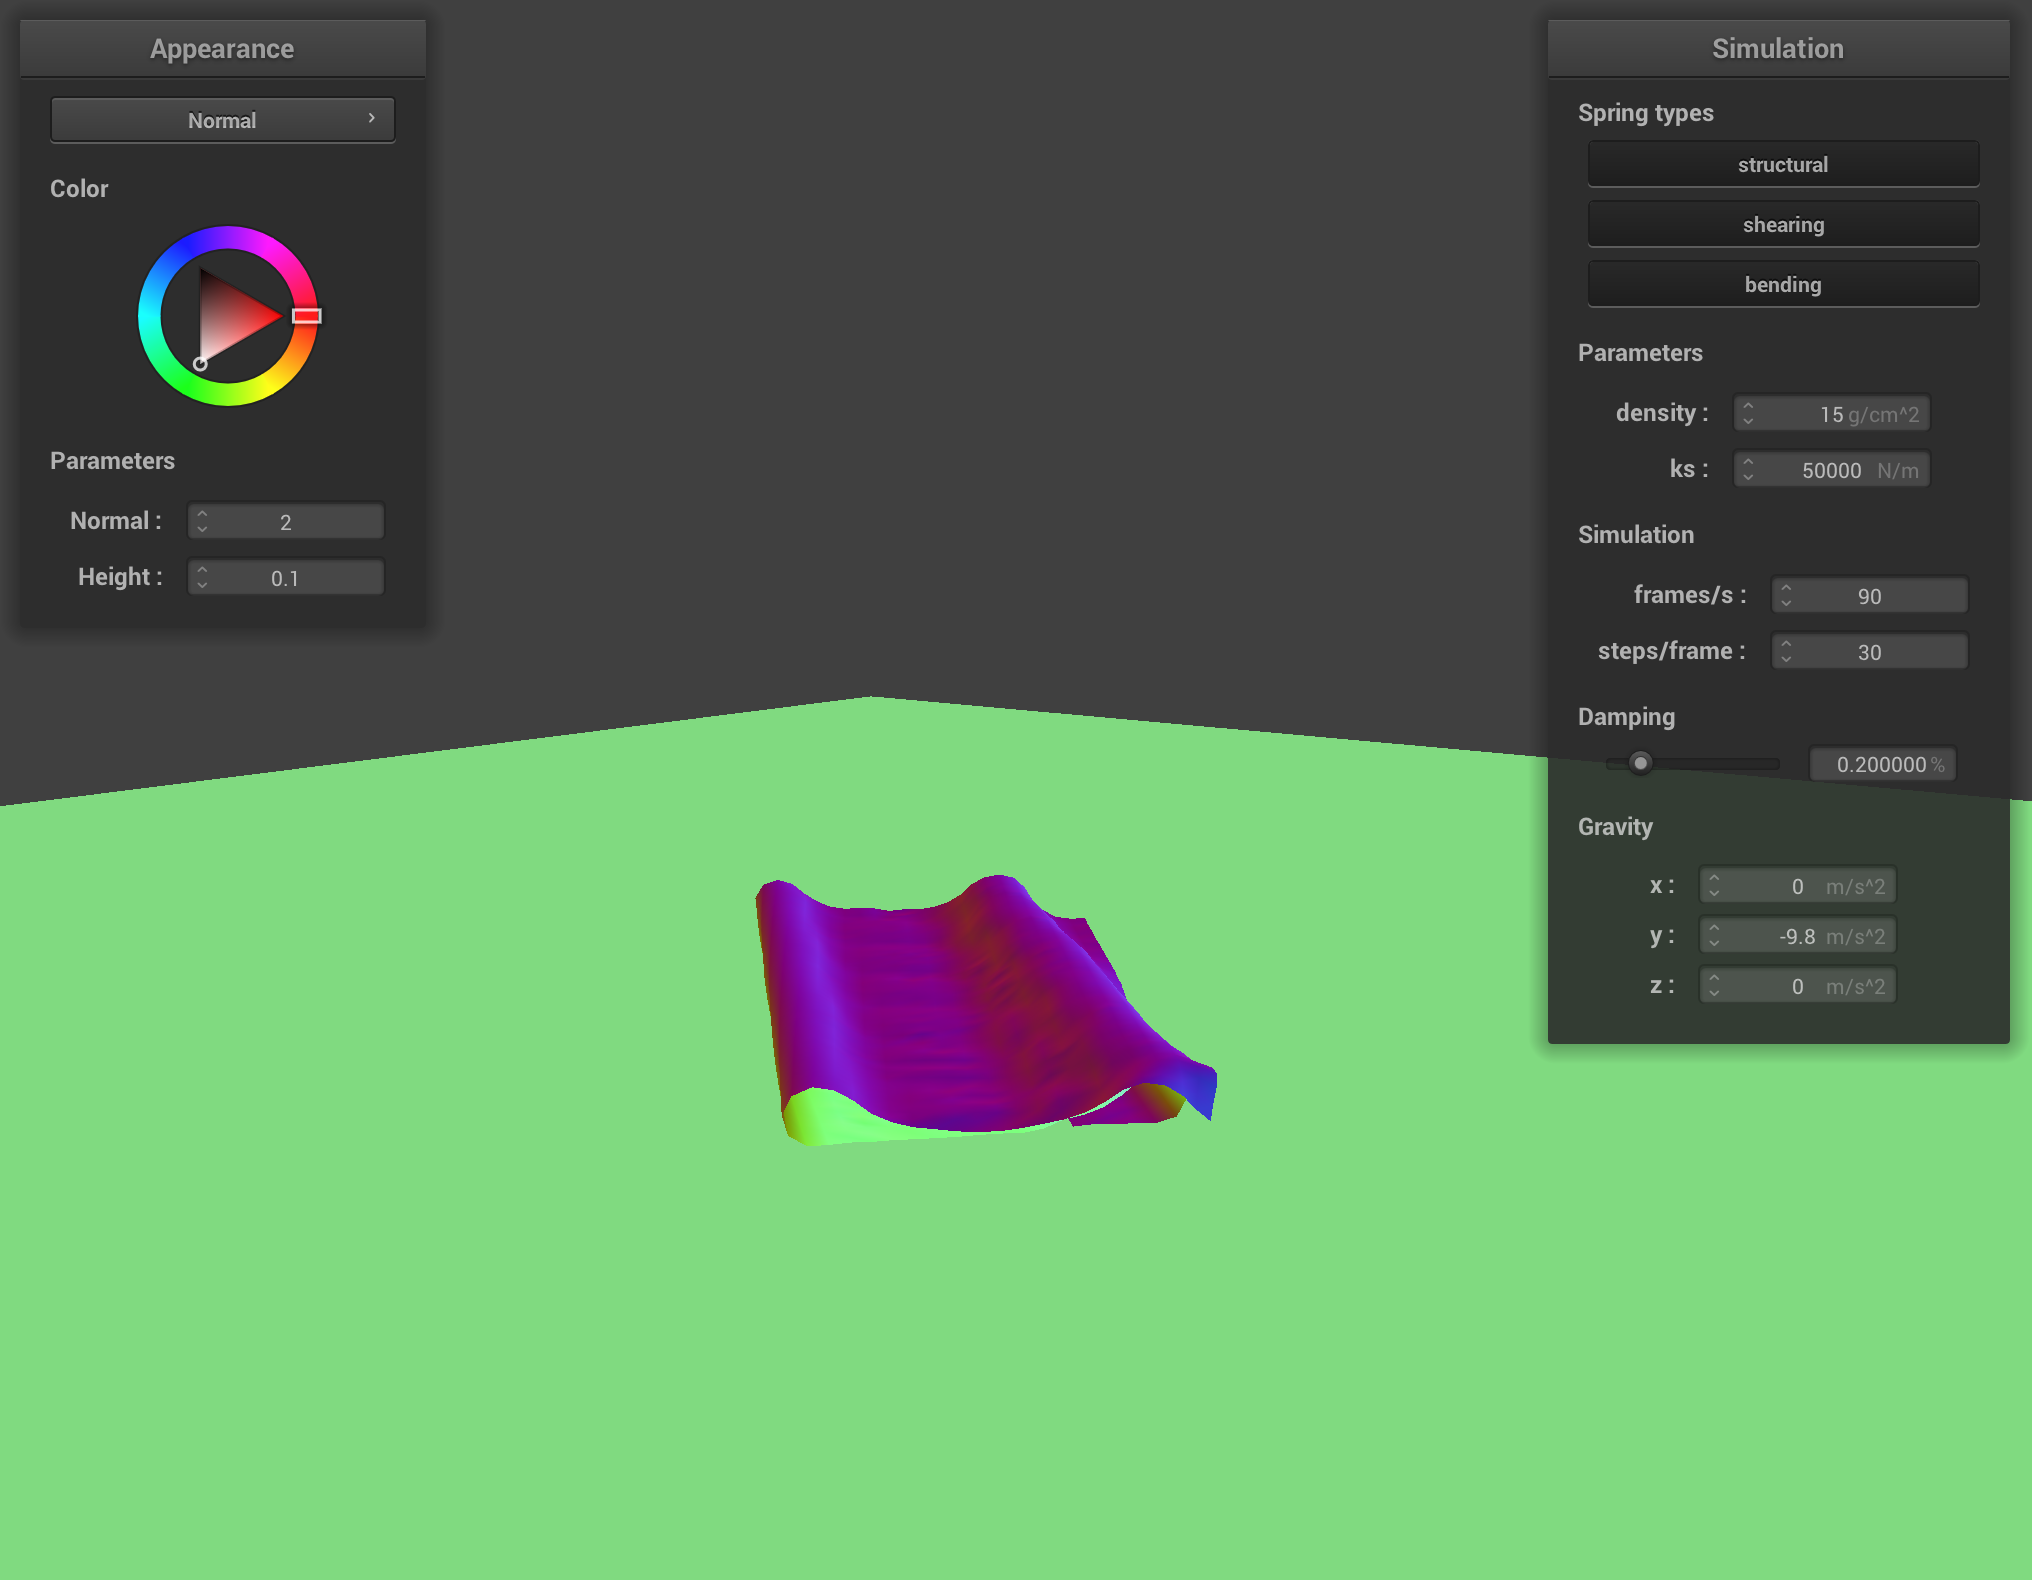 Appearance
Normal
Color
Parameters
Normal : 2
Height : 0.1
Simulation
Spring types
structural
shearing
bending
Parameters
density : 15 g/cm^2
ks : 50000 N/m
Simulation
frames/s : 90
steps/frame : 30
Damping
0.200000 %
Gravity
x : 0 m/s^2
y : -9.8 m/s^2
z : 0 m/s^2